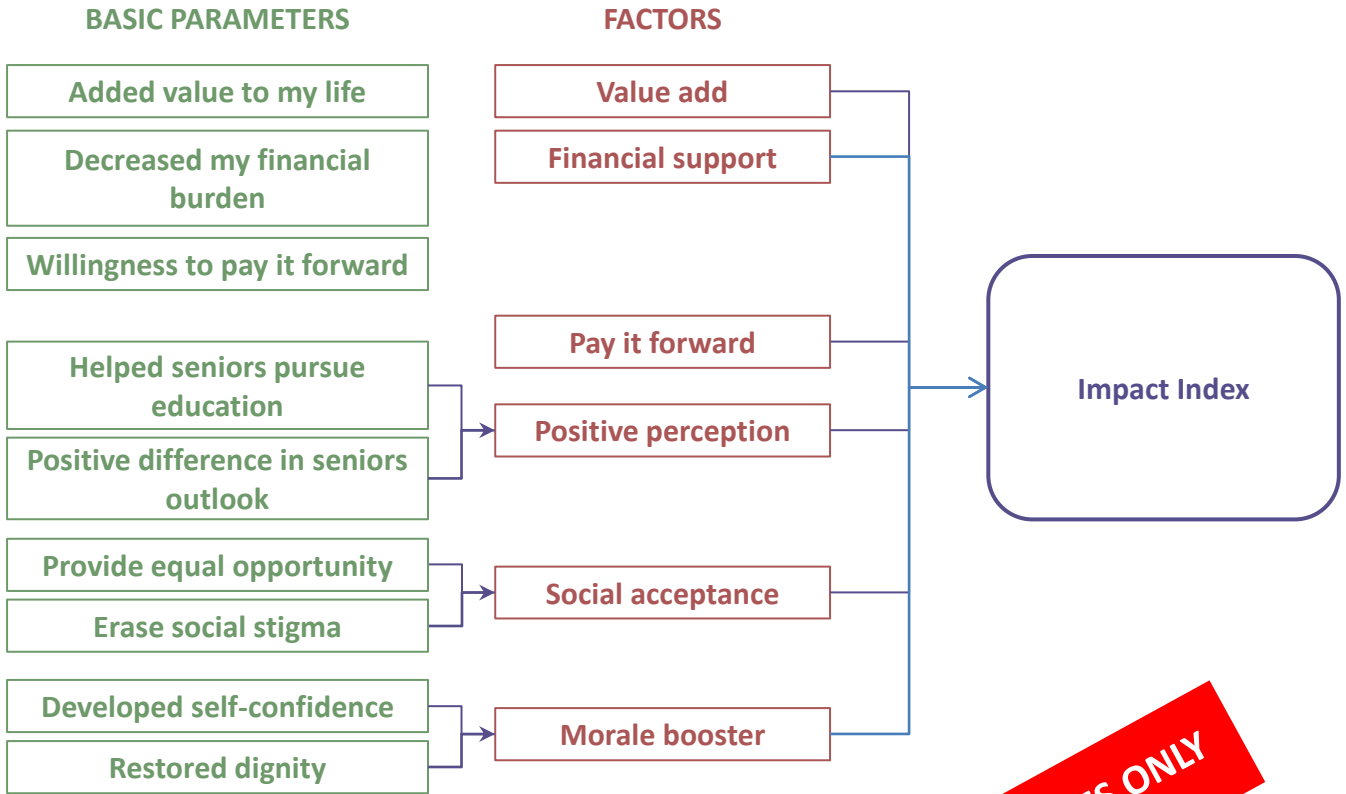 BASIC PARAMETERS
FACTORS
Added value to my life
Decreased my financial
burden
Willingness to pay it forward
Helped seniors pursue
education
Positive difference in seniors
outlook
Provide equal opportunity
Erase social stigma
Developed self-confidence
Restored dignity
Value add
Financial support
Pay it forward
Positive perception
Social acceptance
Morale booster
Impact Index
ONLY